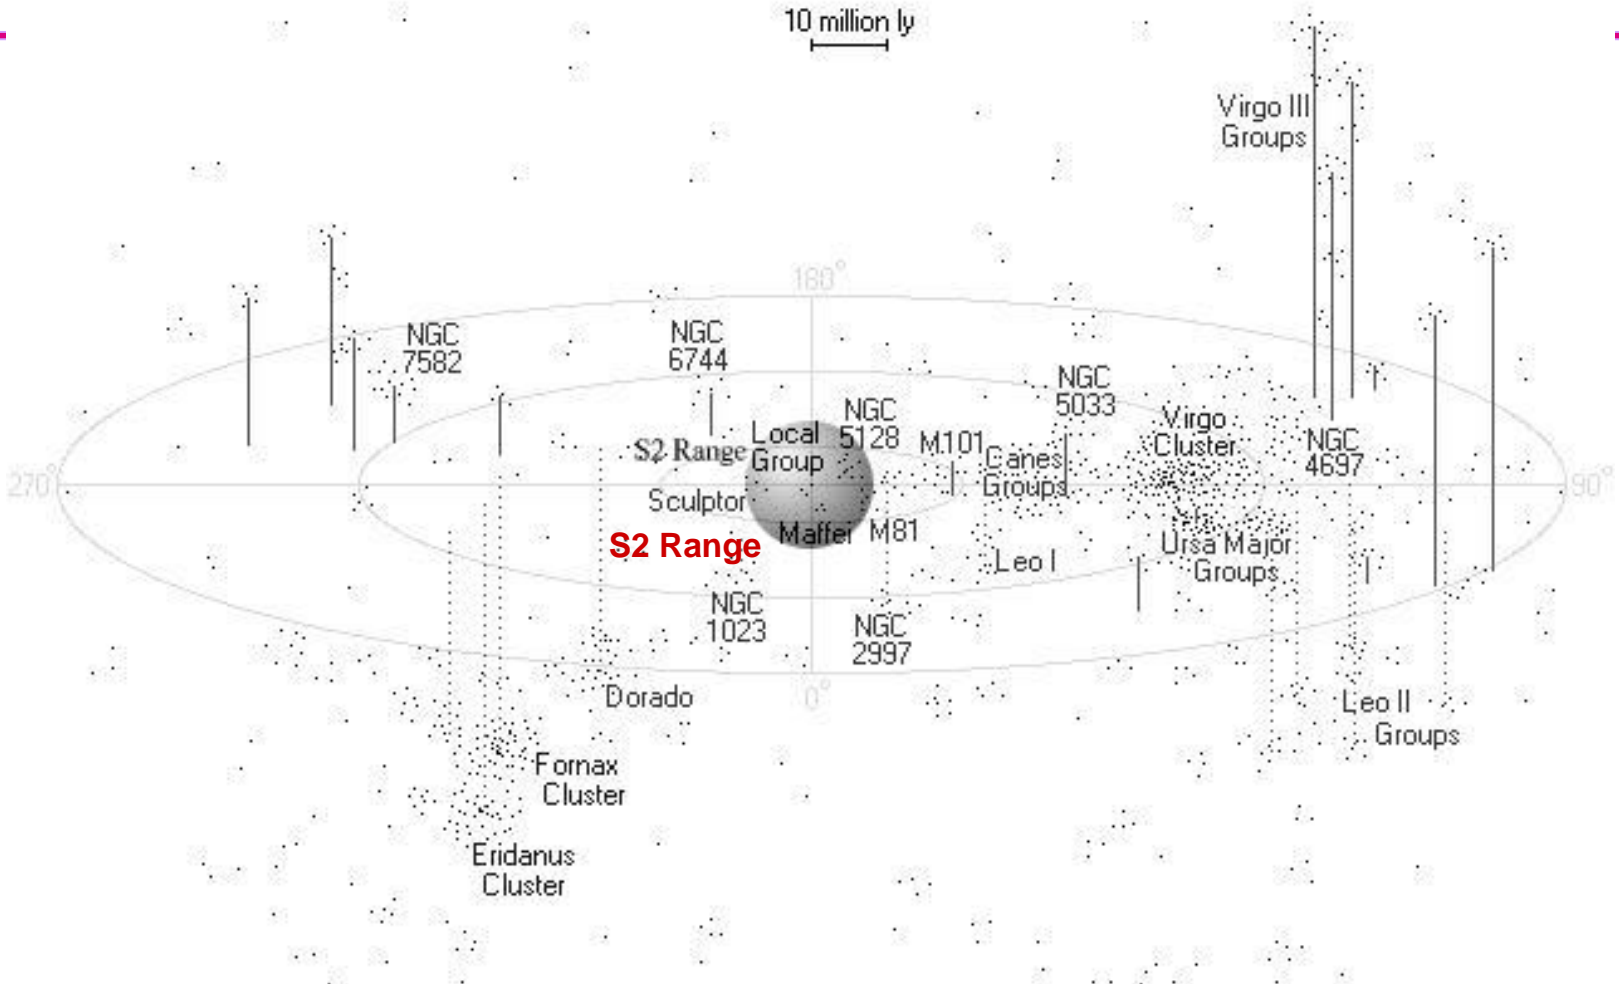 10 million ly
Virgo III
Groups
180°
NGC
7582
NGC
6744
NGC
5033
NGC
5128
Virgo
Cluster
Local
Group
S2 Range
M101
Canes
Groups
NGC
4697
270°
90°
Sculptor
Maffei
M81
S2 Range
Leo I
Ursa Major
Groups
NGC
1023
NGC
2997
Dorado
0°
Leo II
Groups
Fornax
Cluster
Eridanus
Cluster